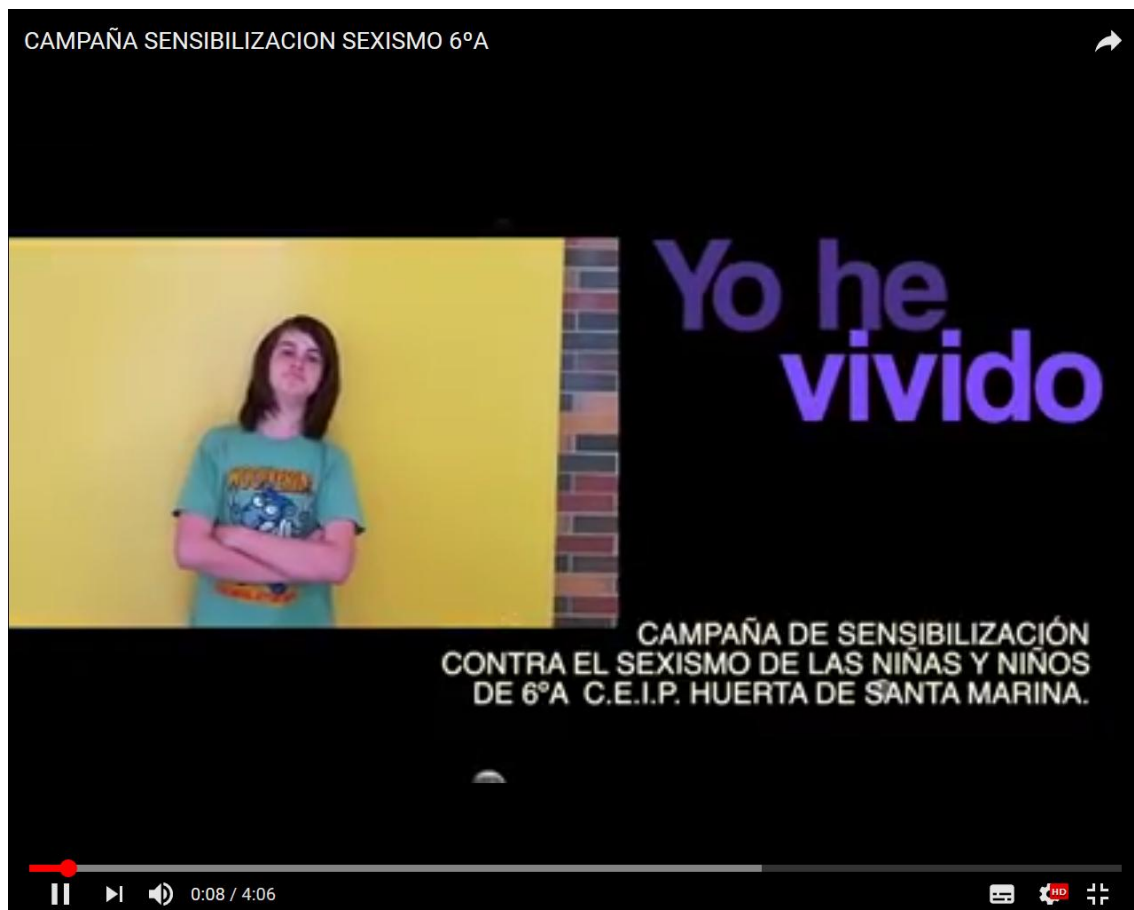 CAMPAÑA SENSIBILIZACION SEXISMO 6ºA
Yo he
vivido
CAMPAÑA DE SENSIBILIZACIÓN
CONTRA EL SEXISMO DE LAS NIÑAS Y NIÑOS
DE 6ºA C.E.I.P. HUERTA DE SANTA MARINA.
0:08 / 4:06
HD